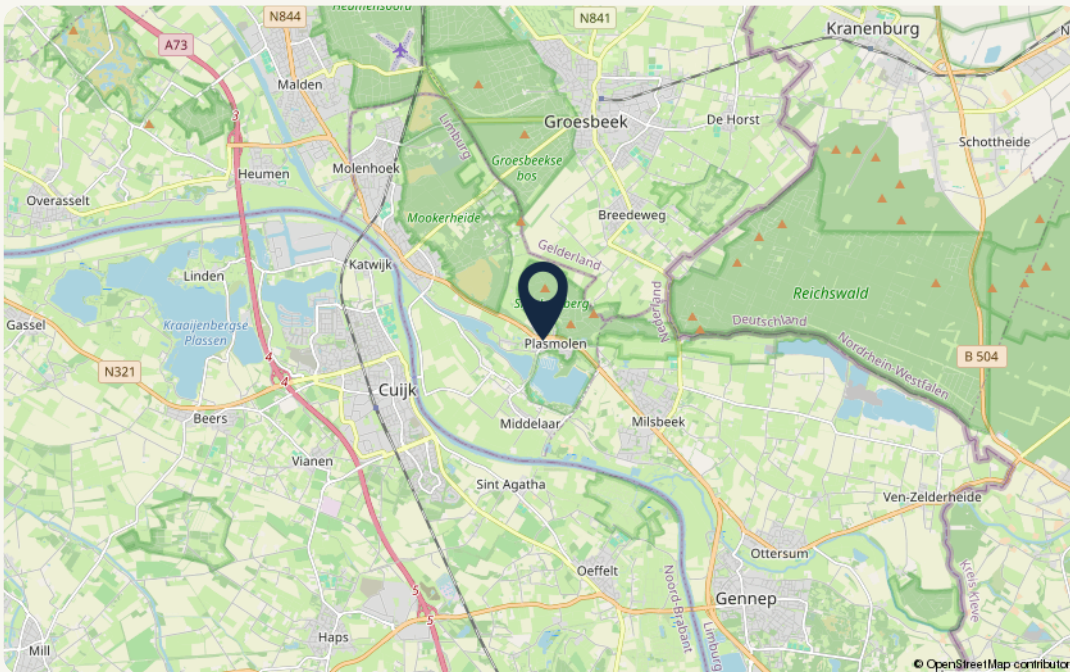 Heumensoord
N844
N841
Kranenburg
A73
Malden
3
Limburg
Groesbeek
De Horst
Schottheide
Groesbeekse
bos
Heumen
Molenhoek
Overasselt
Mookerheide
Breedeweg
Gelderland
Katwijk
Linden
Nederland
Reichswald
Gassel
Kraaijenbergse
Plassen
Deutschland
Plasmolen
Nordrhein-Westfalen
B 504
4
4
N321
Cuijk
Beers
Middelaar
Milsbeek
Vianen
Sint Agatha
Ven-Zelderheide
Ottersum
Oeffelt
Kreis Kleve
Noord-Brabant
5
5
Gennep
Limburg
Haps
Mill
© OpenStreetMap contributor